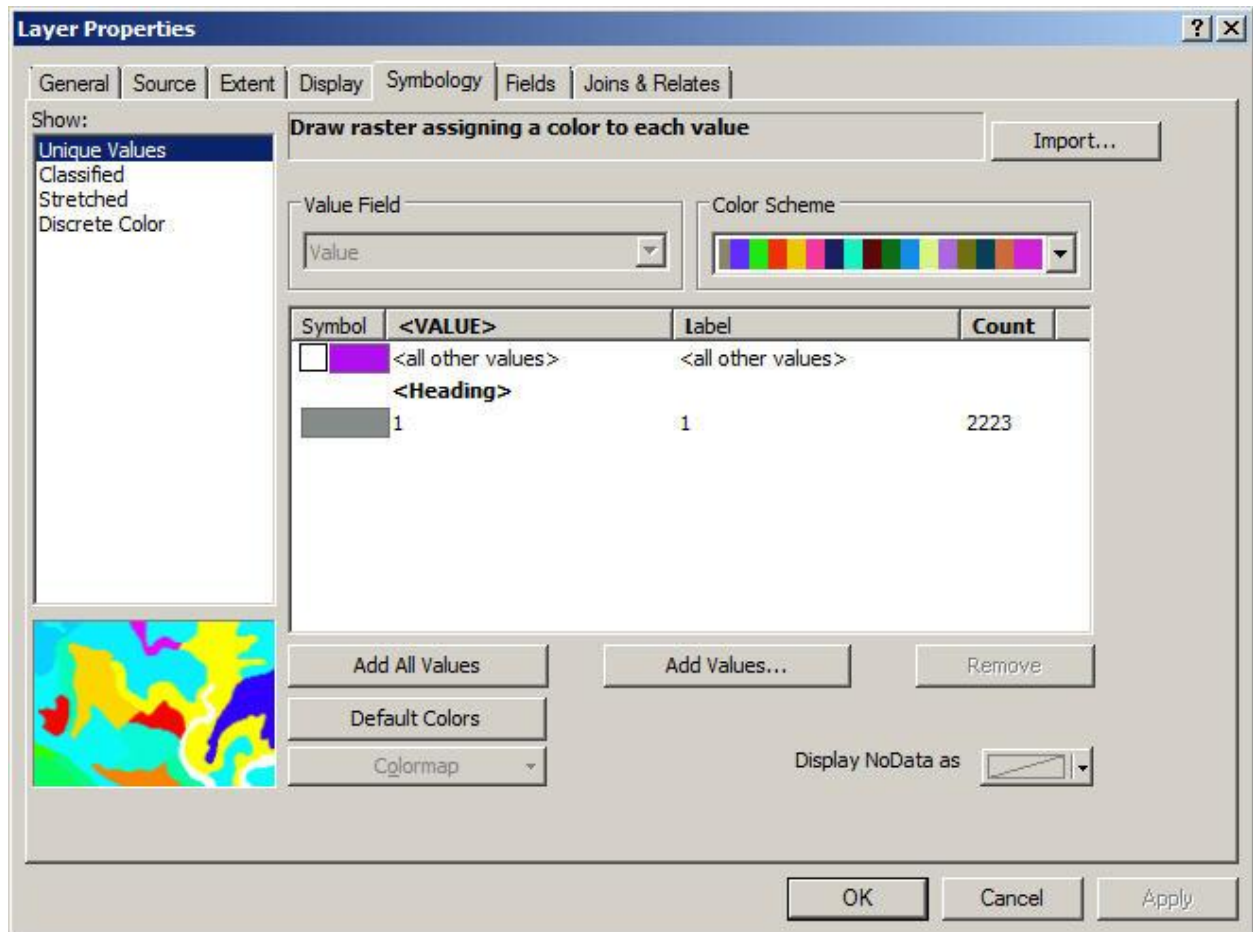 Layer Properties
? X
General Source Extent Display Symbology Fields Joins & Relates
Show:
Unique Values
Classified
Stretched
Discrete Color
Draw raster assigning a color to each value
Import...
Value Field
Value
Color Scheme
Symbol <VALUE> Label Count
<all other values> <all other values>
<Heading>
1 1 2223
Add All Values Add Values... Remove
Default Colors
Colormap
Display NoData as
OK Cancel Apply